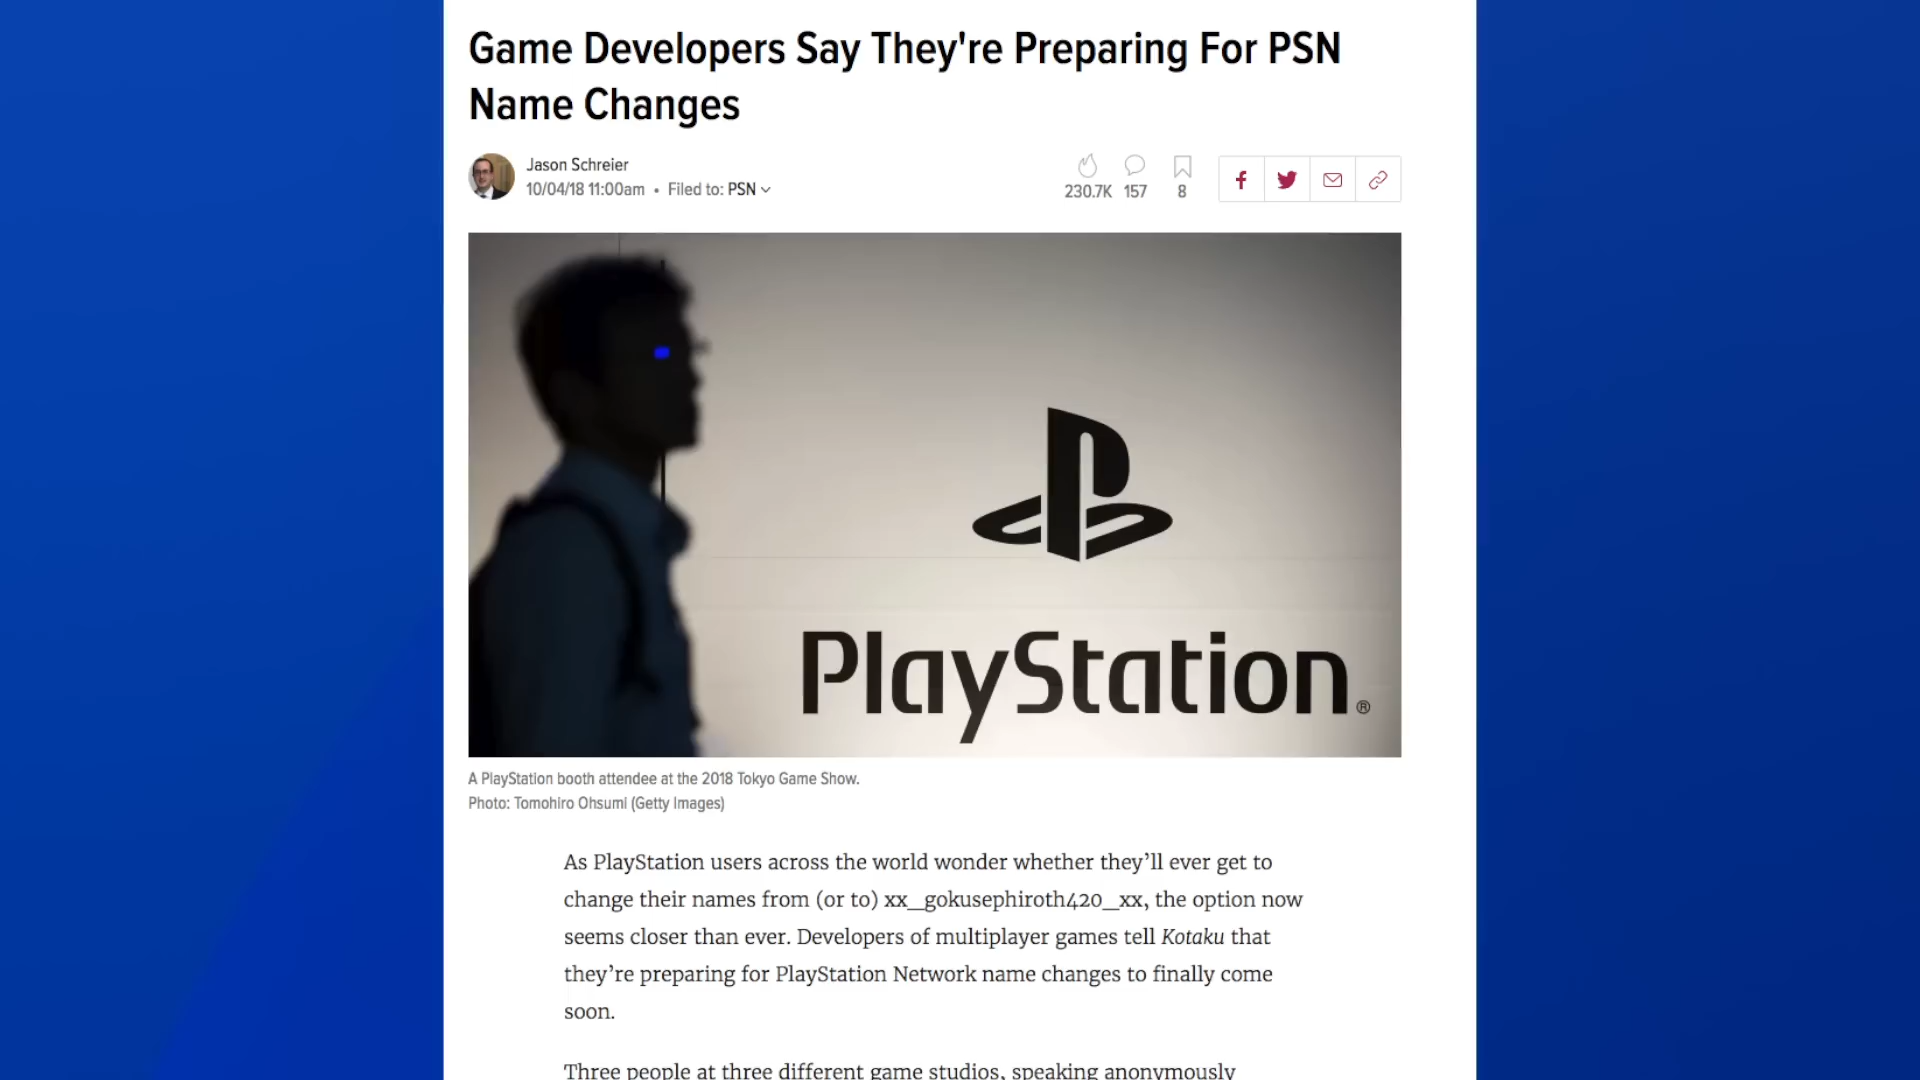 Game Developers Say They're Preparing For PSN
Name Changes
Jason Schreier
10/04/18 11:00am • Filed to: PSN
230.7K 157 8
PlayStation®
A PlayStation booth attendee at the 2018 Tokyo Game Show.
Photo: Tomohiro Ohsumi (Getty Images)
As PlayStation users across the world wonder whether they’ll ever get to
change their names from (or to) xx_gokusephiroth420_xx, the option now
seems closer than ever. Developers of multiplayer games tell Kotaku that
they’re preparing for PlayStation Network name changes to finally come
soon.
Three people at three different game studios, speaking anonymously